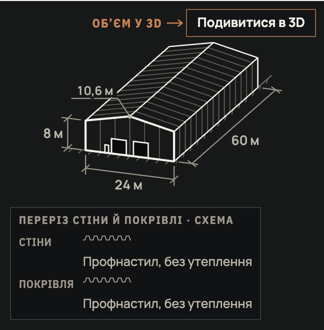 ОБ’ЄМ У 3D → Подивитися в 3D
10,6 м
8 м
60 м
24 м
ПЕРЕРІЗ СТІНИ Й ПОКРІВЛІ · СХЕМА
СТІНИ
Профнастил, без утеплення
ПОКРІВЛЯ
Профнастил, без утеплення